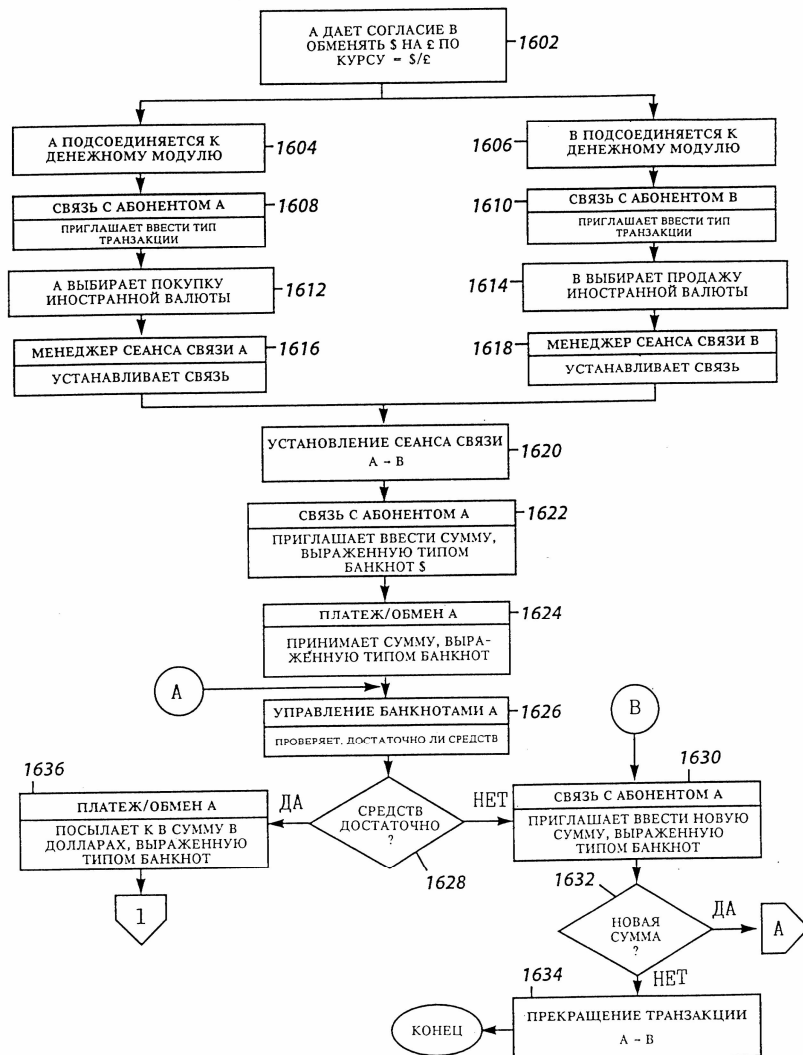 А ДАЕТ СОГЛАСИЕ В
ОБМЕНЯТЬ $ НА £ ПО
КУРСУ = $/£
1602
А ПОДСОЕДИНЯЕТСЯ К
ДЕНЕЖНОМУ МОДУЛЮ
1604
1606
В ПОДСОЕДИНЯЕТСЯ К
ДЕНЕЖНОМУ МОДУЛЮ
СВЯЗЬ С АБОНЕНТОМ А
1608
ПРИГЛАШАЕТ ВВЕСТИ ТИП
ТРАНЗАКЦИИ
1610
СВЯЗЬ С АБОНЕНТОМ В
ПРИГЛАШАЕТ ВВЕСТИ ТИП
ТРАНЗАКЦИИ
А ВЫБИРАЕТ ПОКУПКУ
ИНОСТРАННОЙ ВАЛЮТЫ
1612
1614
В ВЫБИРАЕТ ПРОДАЖУ
ИНОСТРАННОЙ ВАЛЮТЫ
МЕНЕДЖЕР СЕАНСА СВЯЗИ А
1616
УСТАНАВЛИВАЕТ СВЯЗЬ
1618
МЕНЕДЖЕР СЕАНСА СВЯЗИ В
УСТАНАВЛИВАЕТ СВЯЗЬ
УСТАНОВЛЕНИЕ СЕАНСА СВЯЗИ
А - В
1620
СВЯЗЬ С АБОНЕНТОМ А
1622
ПРИГЛАШАЕТ ВВЕСТИ СУММУ,
ВЫРАЖЕННУЮ ТИПОМ
БАНКНОТ $
ПЛАТЕЖ/ОБМЕН А
1624
ПРИНИМАЕТ СУММУ, ВЫРА-
ЖЕННУЮ ТИПОМ БАНКНОТ
А
УПРАВЛЕНИЕ БАНКНОТАМИ А
1626
ПРОВЕРЯЕТ, ДОСТАТОЧНО ЛИ СРЕДСТВ
В
1636
ПЛАТЕЖ/ОБМЕН А
ПОСЫЛАЕТ К В СУММУ В
ДОЛЛАРАХ, ВЫРАЖЕННУЮ
ТИПОМ БАНКНОТ
ДА
СРЕДСТВ
ДОСТАТОЧНО
?
НЕТ
1628
1630
СВЯЗЬ С АБОНЕНТОМ А
ПРИГЛАШАЕТ ВВЕСТИ НОВУЮ
СУММУ, ВЫРАЖЕННУЮ
ТИПОМ БАНКНОТ
1
1632
НОВАЯ
СУММА
?
ДА
А
НЕТ
1634
ПРЕКРАЩЕНИЕ ТРАНЗАКЦИИ
А - В
КОНЕЦ